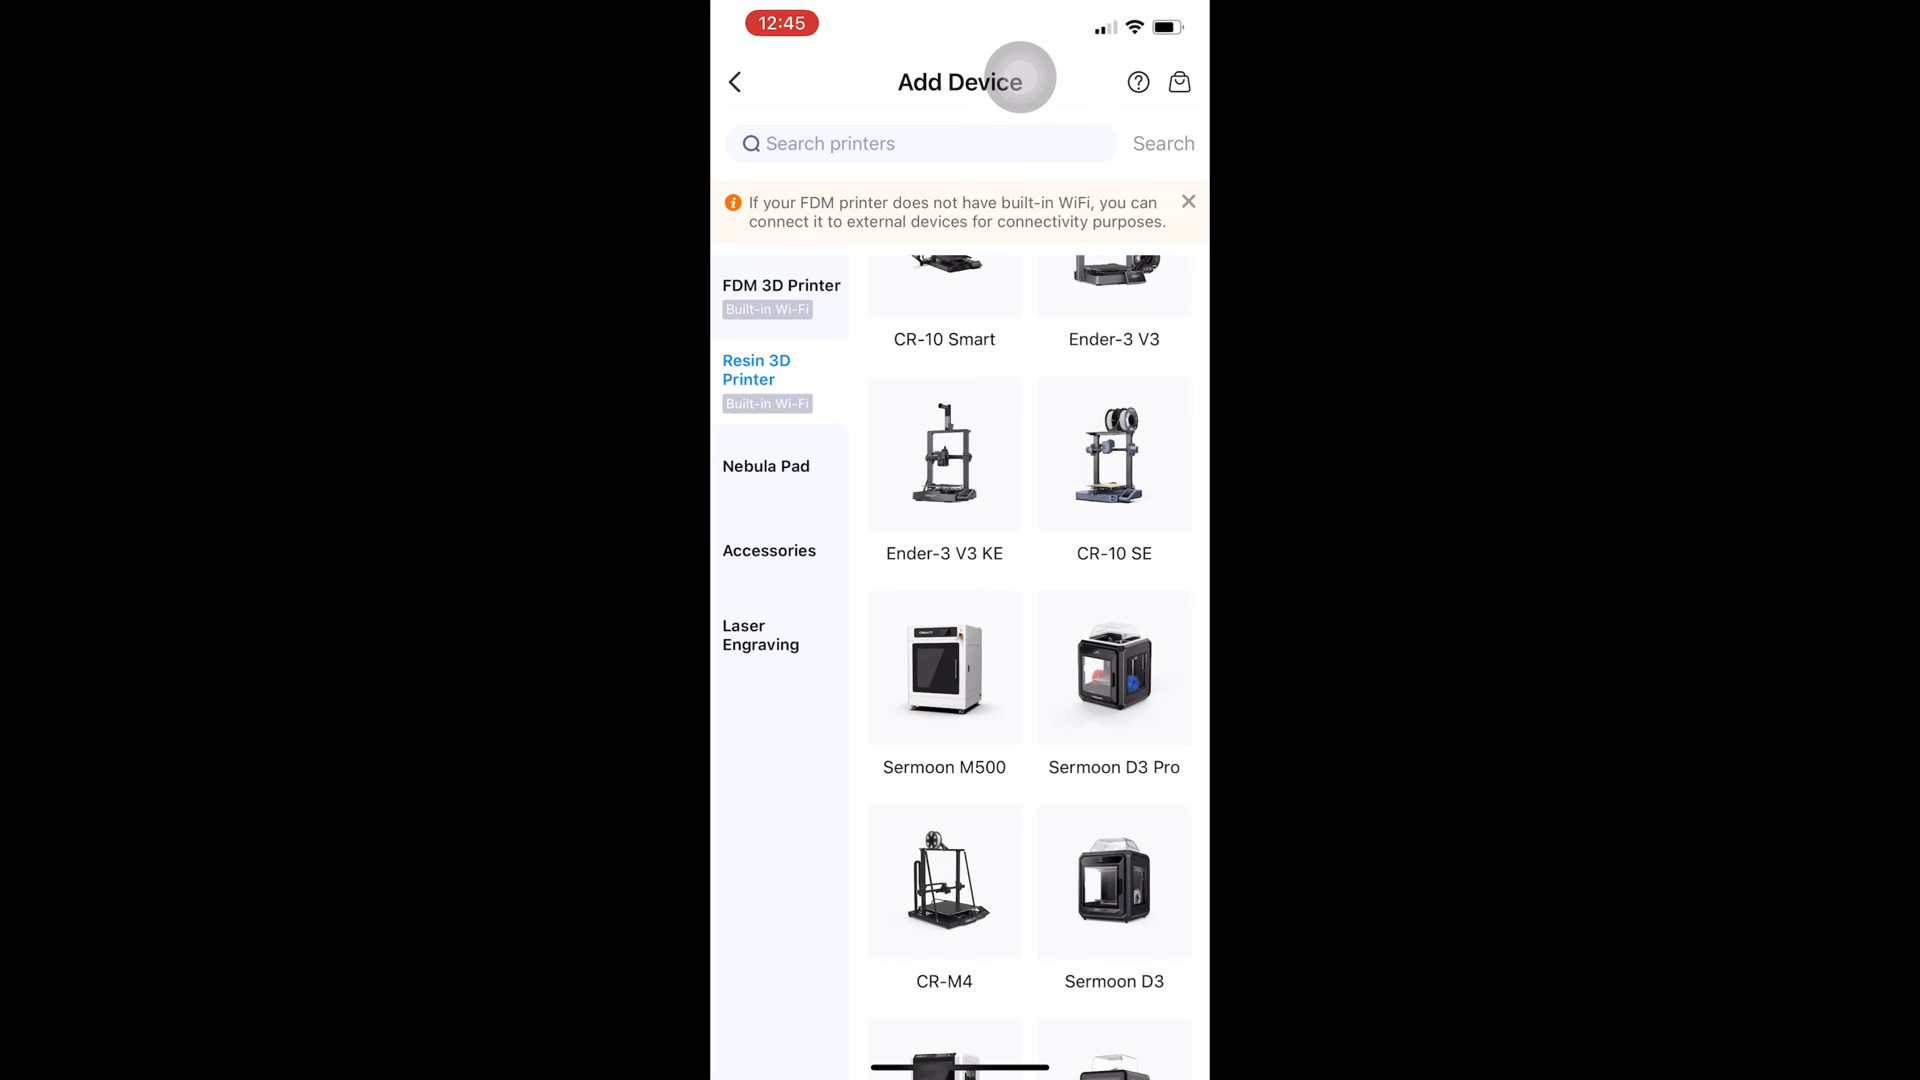 12:45
Add Device
Search printers
Search
If your FDM printer does not have built-in WiFi, you can
connect it to external devices for connectivity purposes.
FDM 3D Printer
Built-in Wi-Fi
Resin 3D
Printer
Built-in Wi-Fi
Nebula Pad
Accessories
Laser
Engraving
CR-10 Smart
Ender-3 V3
Ender-3 V3 KE
CR-10 SE
Sermoon M500
Sermoon D3 Pro
CR-M4
Sermoon D3